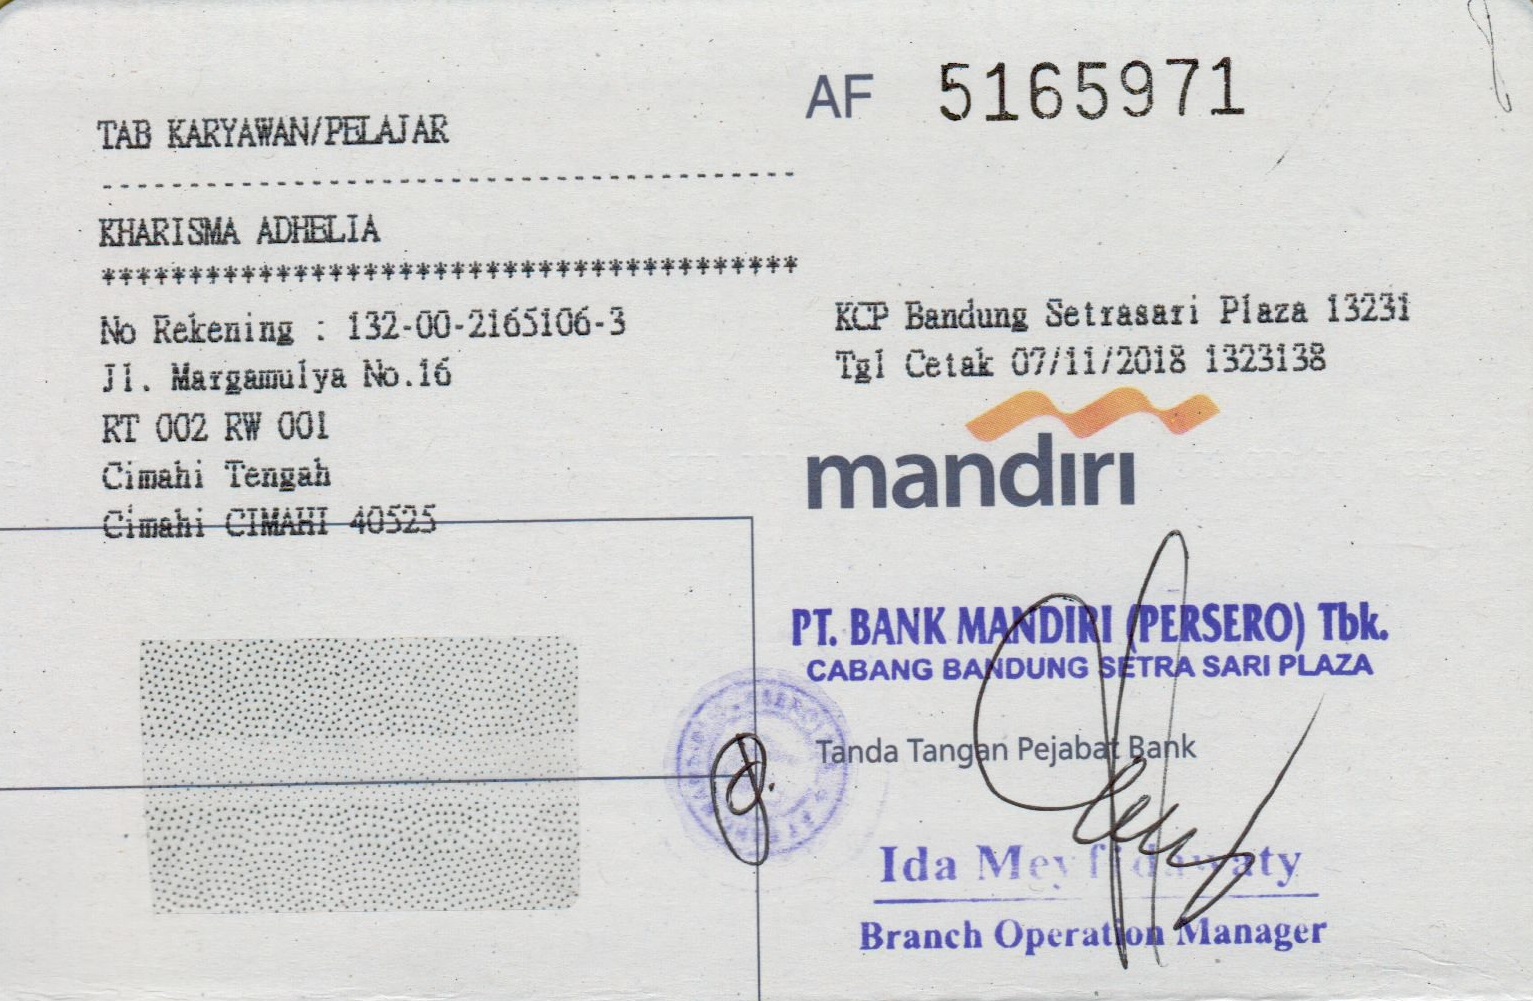 AF 5165971
TAB KARYAWAN/PELAJAR
----------------------------------------
KHARISMA ADHELIA
****************************************
No Rekening : 132-00-2165106-3
Jl. Margamulya No.16
RT 002 RW 001
Cimahi Tengah
Cimahi CIMAHI 40525
KCP Bandung Setrasari Plaza 13231
Tgl Cetak 07/11/2018 1323138
mandiri
PT. BANK MANDIRI (PERSERO) Tbk.
CABANG BANDUNG SETRA SARI PLAZA
Tanda Tangan Pejabat Bank
Ida
Branch Operation Manager